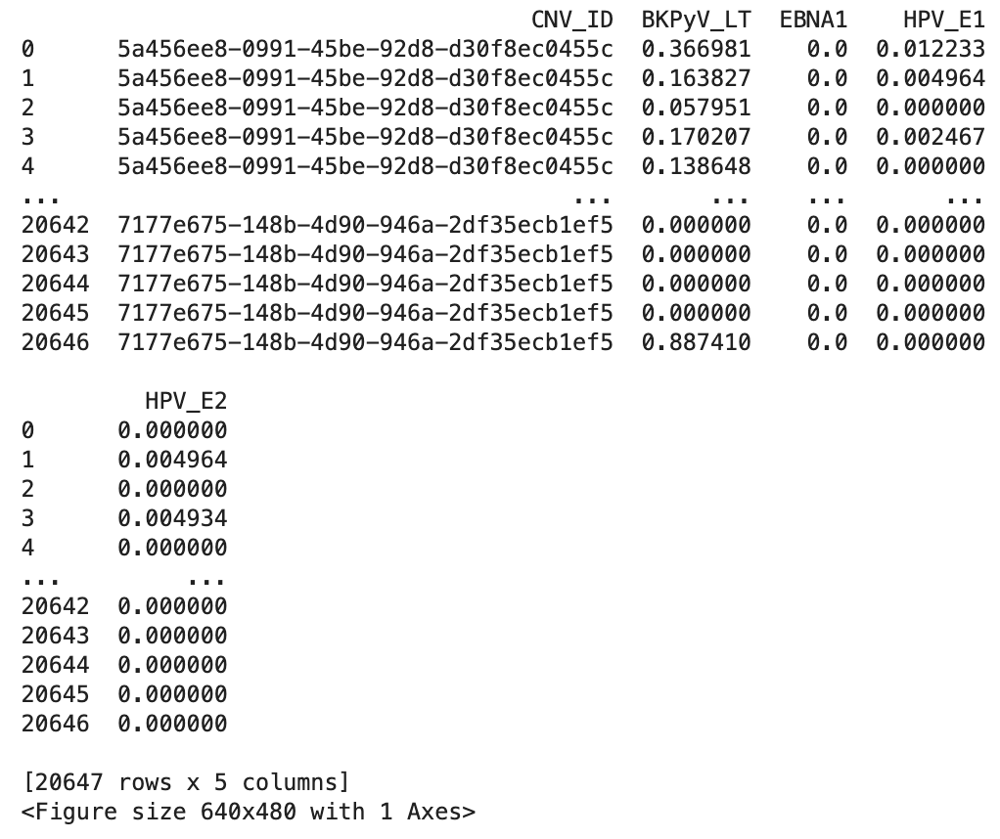 CNV_ID BKPyV_LT EBNA1 HPV_E1
0 5a456ee8-0991-45be-92d8-d30f8ec0455c 0.366981 0.0 0.012233
1 5a456ee8-0991-45be-92d8-d30f8ec0455c 0.163827 0.0 0.004964
2 5a456ee8-0991-45be-92d8-d30f8ec0455c 0.057951 0.0 0.000000
3 5a456ee8-0991-45be-92d8-d30f8ec0455c 0.170207 0.0 0.002467
4 5a456ee8-0991-45be-92d8-d30f8ec0455c 0.138648 0.0 0.000000
... ... ... ... ...
20642 7177e675-148b-4d90-946a-2df35ecb1ef5 0.000000 0.0 0.000000
20643 7177e675-148b-4d90-946a-2df35ecb1ef5 0.000000 0.0 0.000000
20644 7177e675-148b-4d90-946a-2df35ecb1ef5 0.000000 0.0 0.000000
20645 7177e675-148b-4d90-946a-2df35ecb1ef5 0.000000 0.0 0.000000
20646 7177e675-148b-4d90-946a-2df35ecb1ef5 0.887410 0.0 0.000000
HPV_E2
0 0.000000
1 0.004964
2 0.000000
3 0.004934
4 0.000000
... ...
20642 0.000000
20643 0.000000
20644 0.000000
20645 0.000000
20646 0.000000
[20647 rows x 5 columns]
<Figure size 640x480 with 1 Axes>